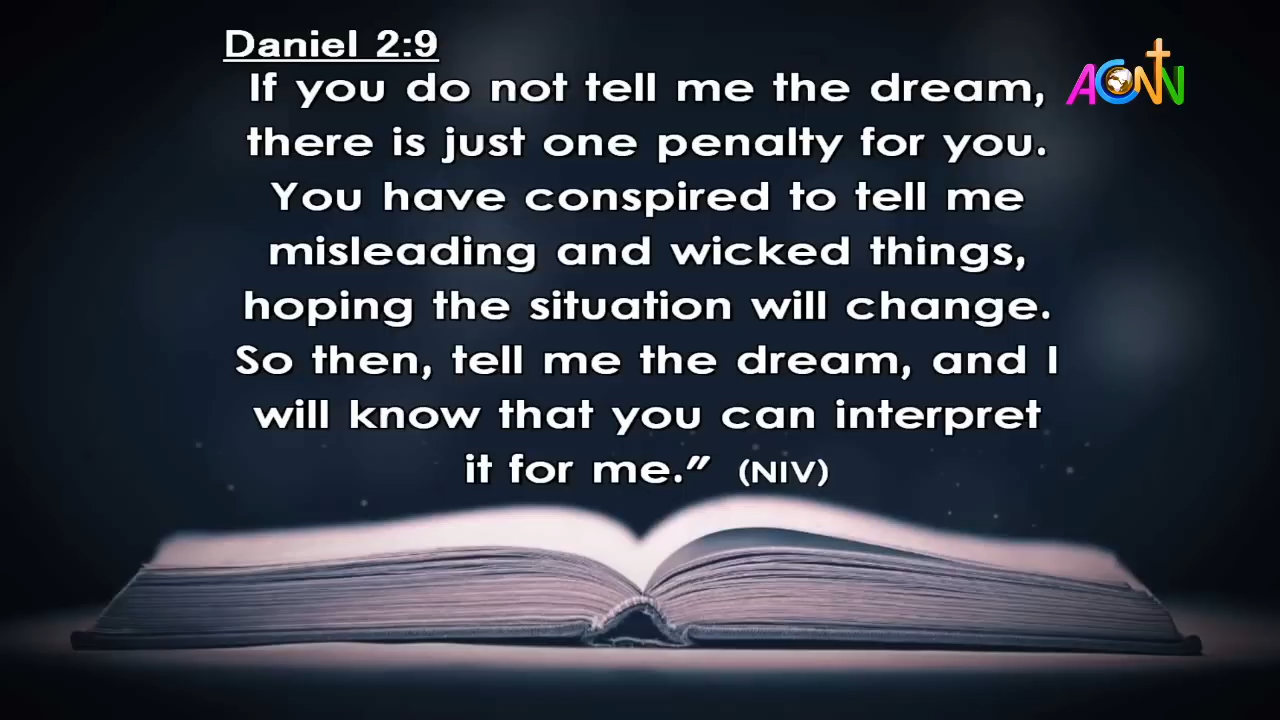 Daniel 2:9
ACNN
If you do not tell me the dream,
there is just one penalty for you.
You have conspired to tell me
misleading and wicked things,
hoping the situation will change.
So then, tell me the dream, and I
will know that you can interpret
it for me.” (NIV)